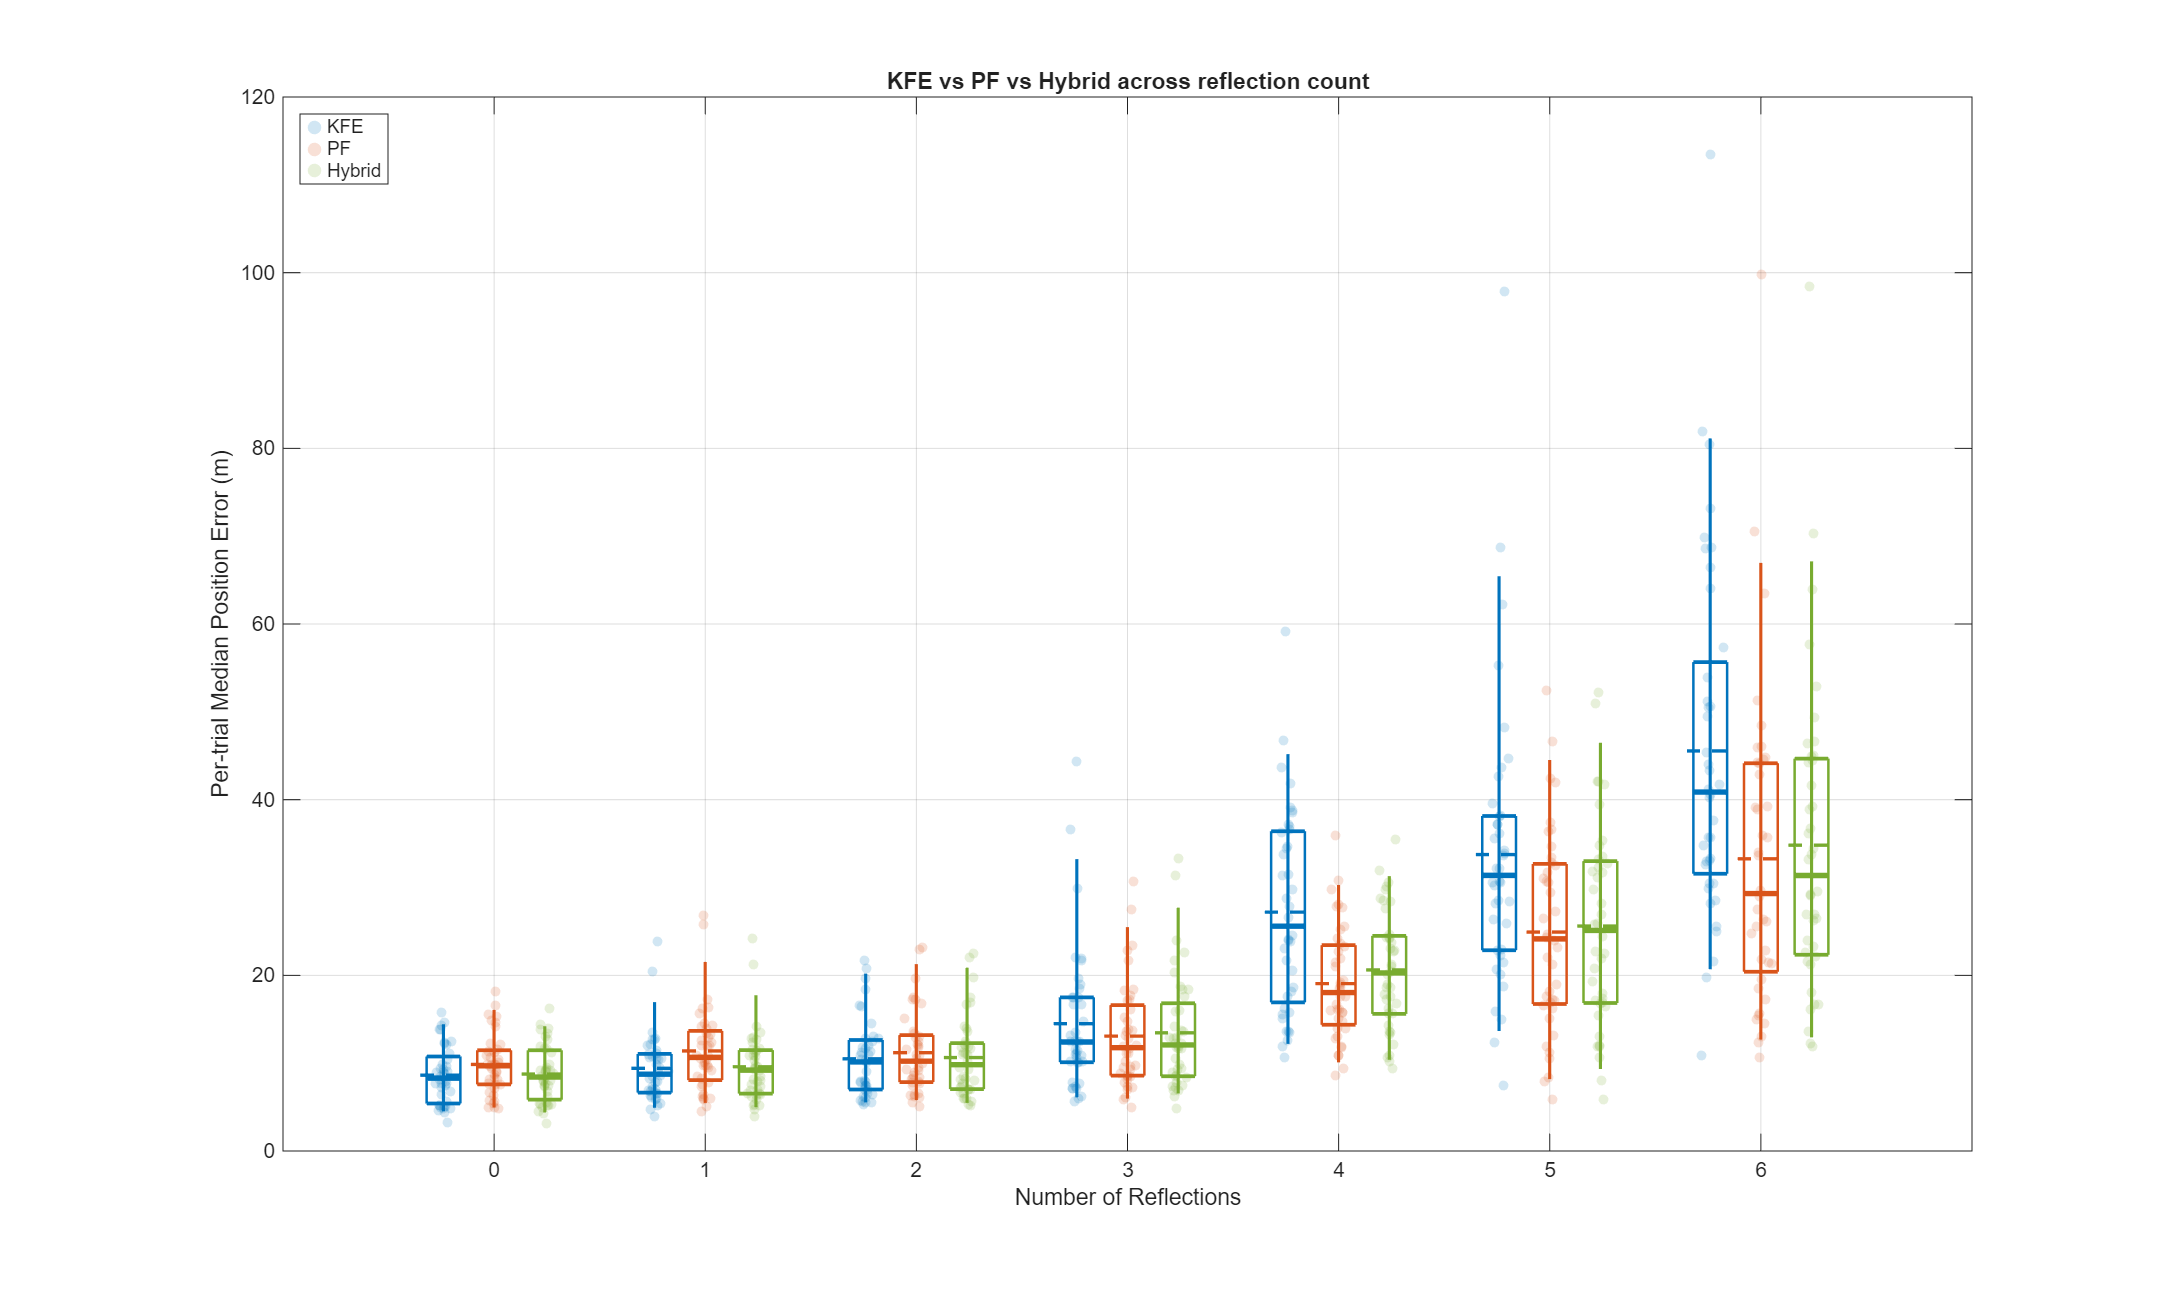 KFE vs PF vs Hybrid across reflection count
KFE
PF
Hybrid
Per-trial Median Position Error (m)
120
100
80
60
40
20
0
0 1 2 3 4 5 6
Number of Reflections